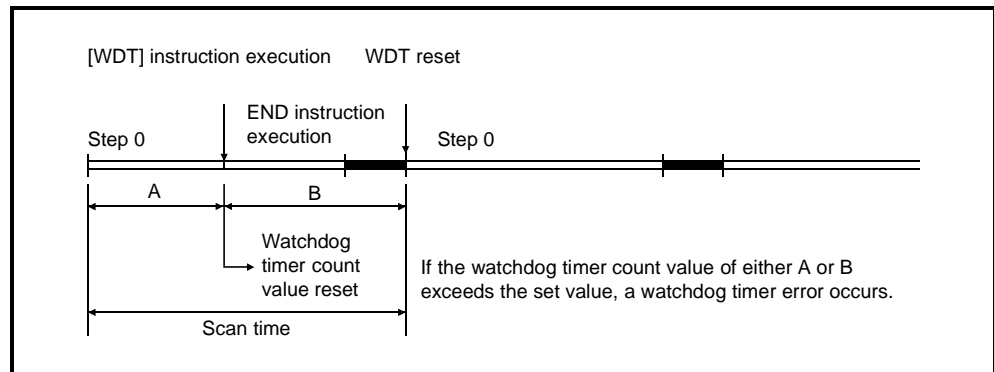 [WDT] instruction execution
WDT reset
END instruction
execution
Step 0
Step 0
A
B
Watchdog
timer count
value reset
If the watchdog timer count value of either A or B
exceeds the set value, a watchdog timer error occurs.
Scan time